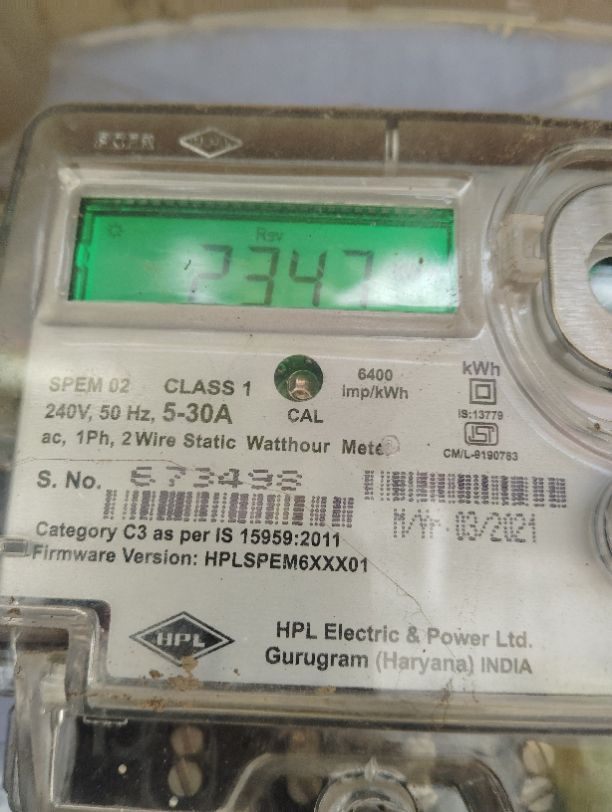 Rev
2347
SPEM 02 CLASS 1
CAL
6400
imp/kWh
kWh
IS:13779
CM/L-9190783
240V, 50 Hz, 5-30A
ac, 1Ph, 2 Wire Static Watthour Meter
S. No. 673498
M/Yr. 03/2021
Category C3 as per IS 15959:2011
Firmware Version: HPLSPEM6XXX01
HPL
HPL Electric & Power Ltd.
Gurugram (Haryana) INDIA